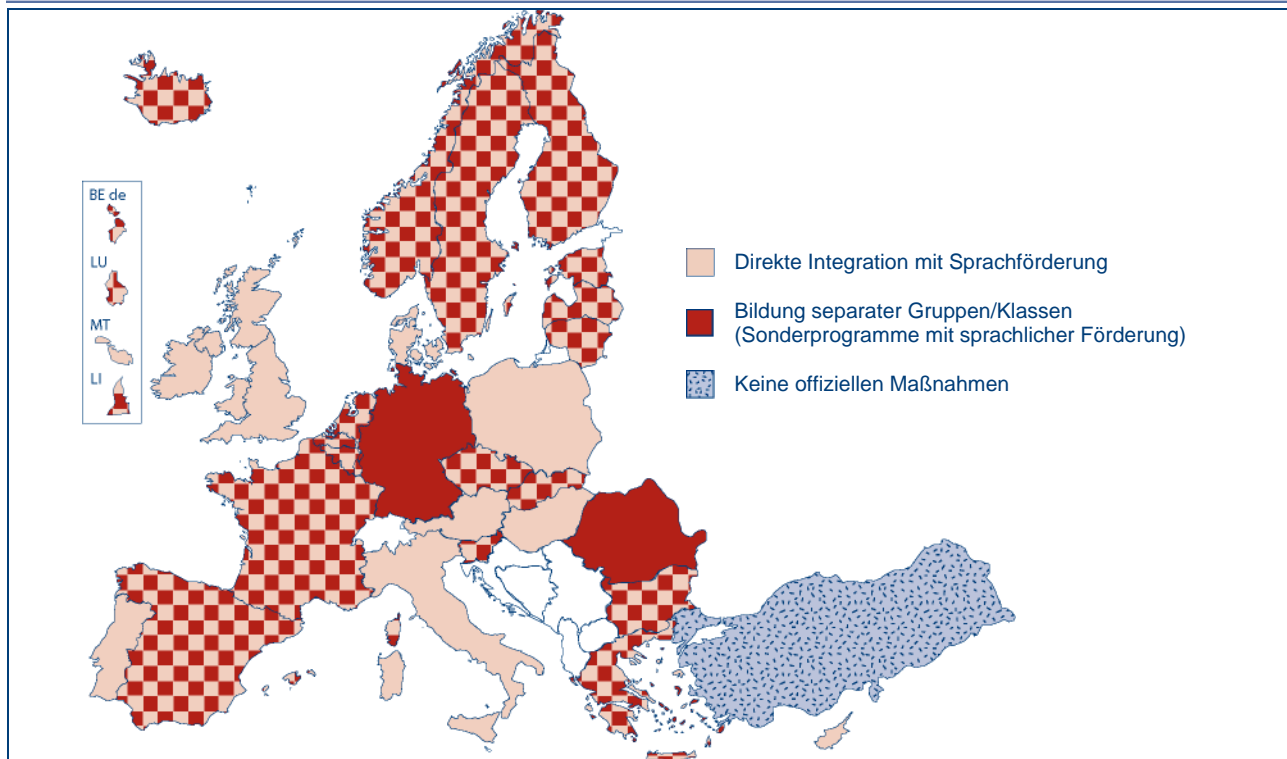 BE de
LU
MT
LI
Direkte Integration mit Sprachförderung
Bildung separater Gruppen/Klassen
(Sonderprogramme mit sprachlicher Förderung)
Keine offiziellen Maßnahmen